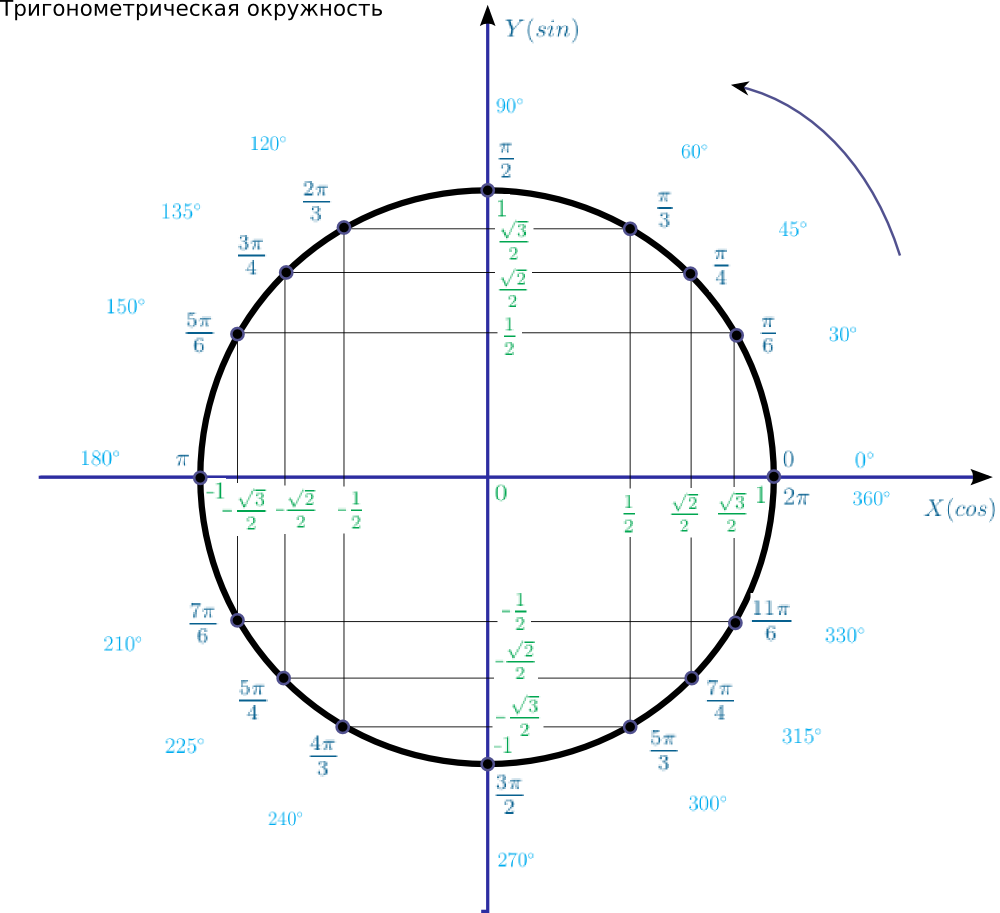 Тригонометрическая окружность
Y(sin)
90°
π/2
120°
60°
2π/3
π/3
135°
45°
1
3π/4
√3/2
π/4
150°
√2/2
30°
5π/6
1/2
π/6
180°
π
0
0°
-1
-√3/2
-√2/2
-1/2
0
1/2
√2/2
√3/2
1
2π
360°
X(cos)
7π/6
-1/2
11π/6
210°
330°
-√2/2
5π/4
7π/4
-√3/2
225°
4π/3
-1
5π/3
315°
3π/2
240°
300°
270°